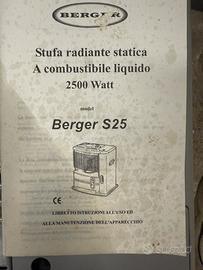 BERGER
Stufa radiante statica
A combustibile liquido
2500 Watt
model
Berger S25
CE
LIBRETTO ISTRUZIONI ALL'USO ED
ALLA MANUTENZIONE DELL'APPARECCHIO